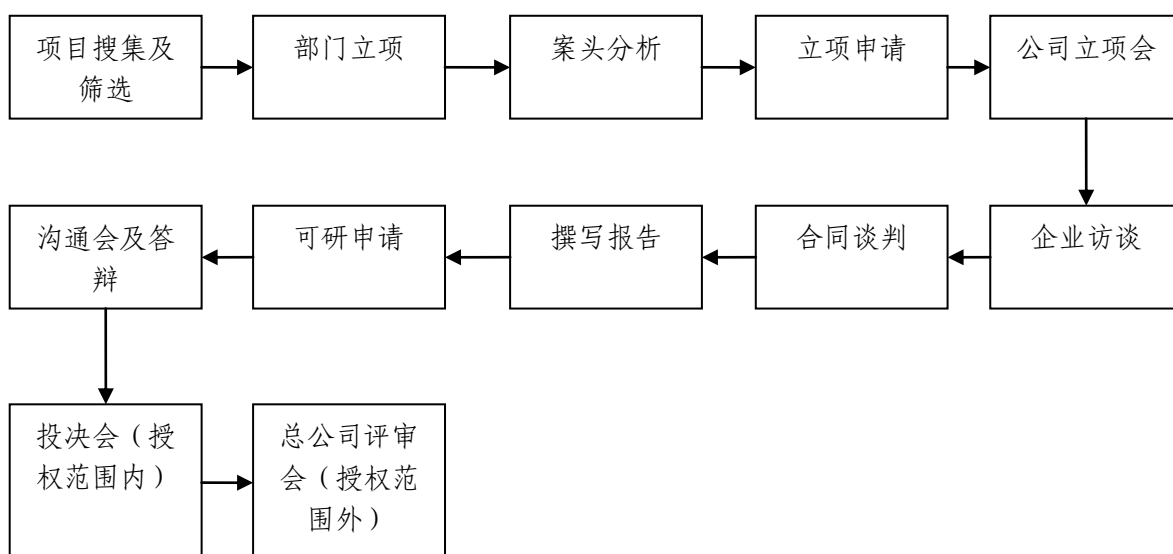 项目搜集及
筛选
部门立项
案头分析
立项申请
公司立项会
企业访谈
合同谈判
撰写报告
可研申请
沟通会及答
辩
投决会（授
权范围内）
总公司评审
会（授权范
围外）